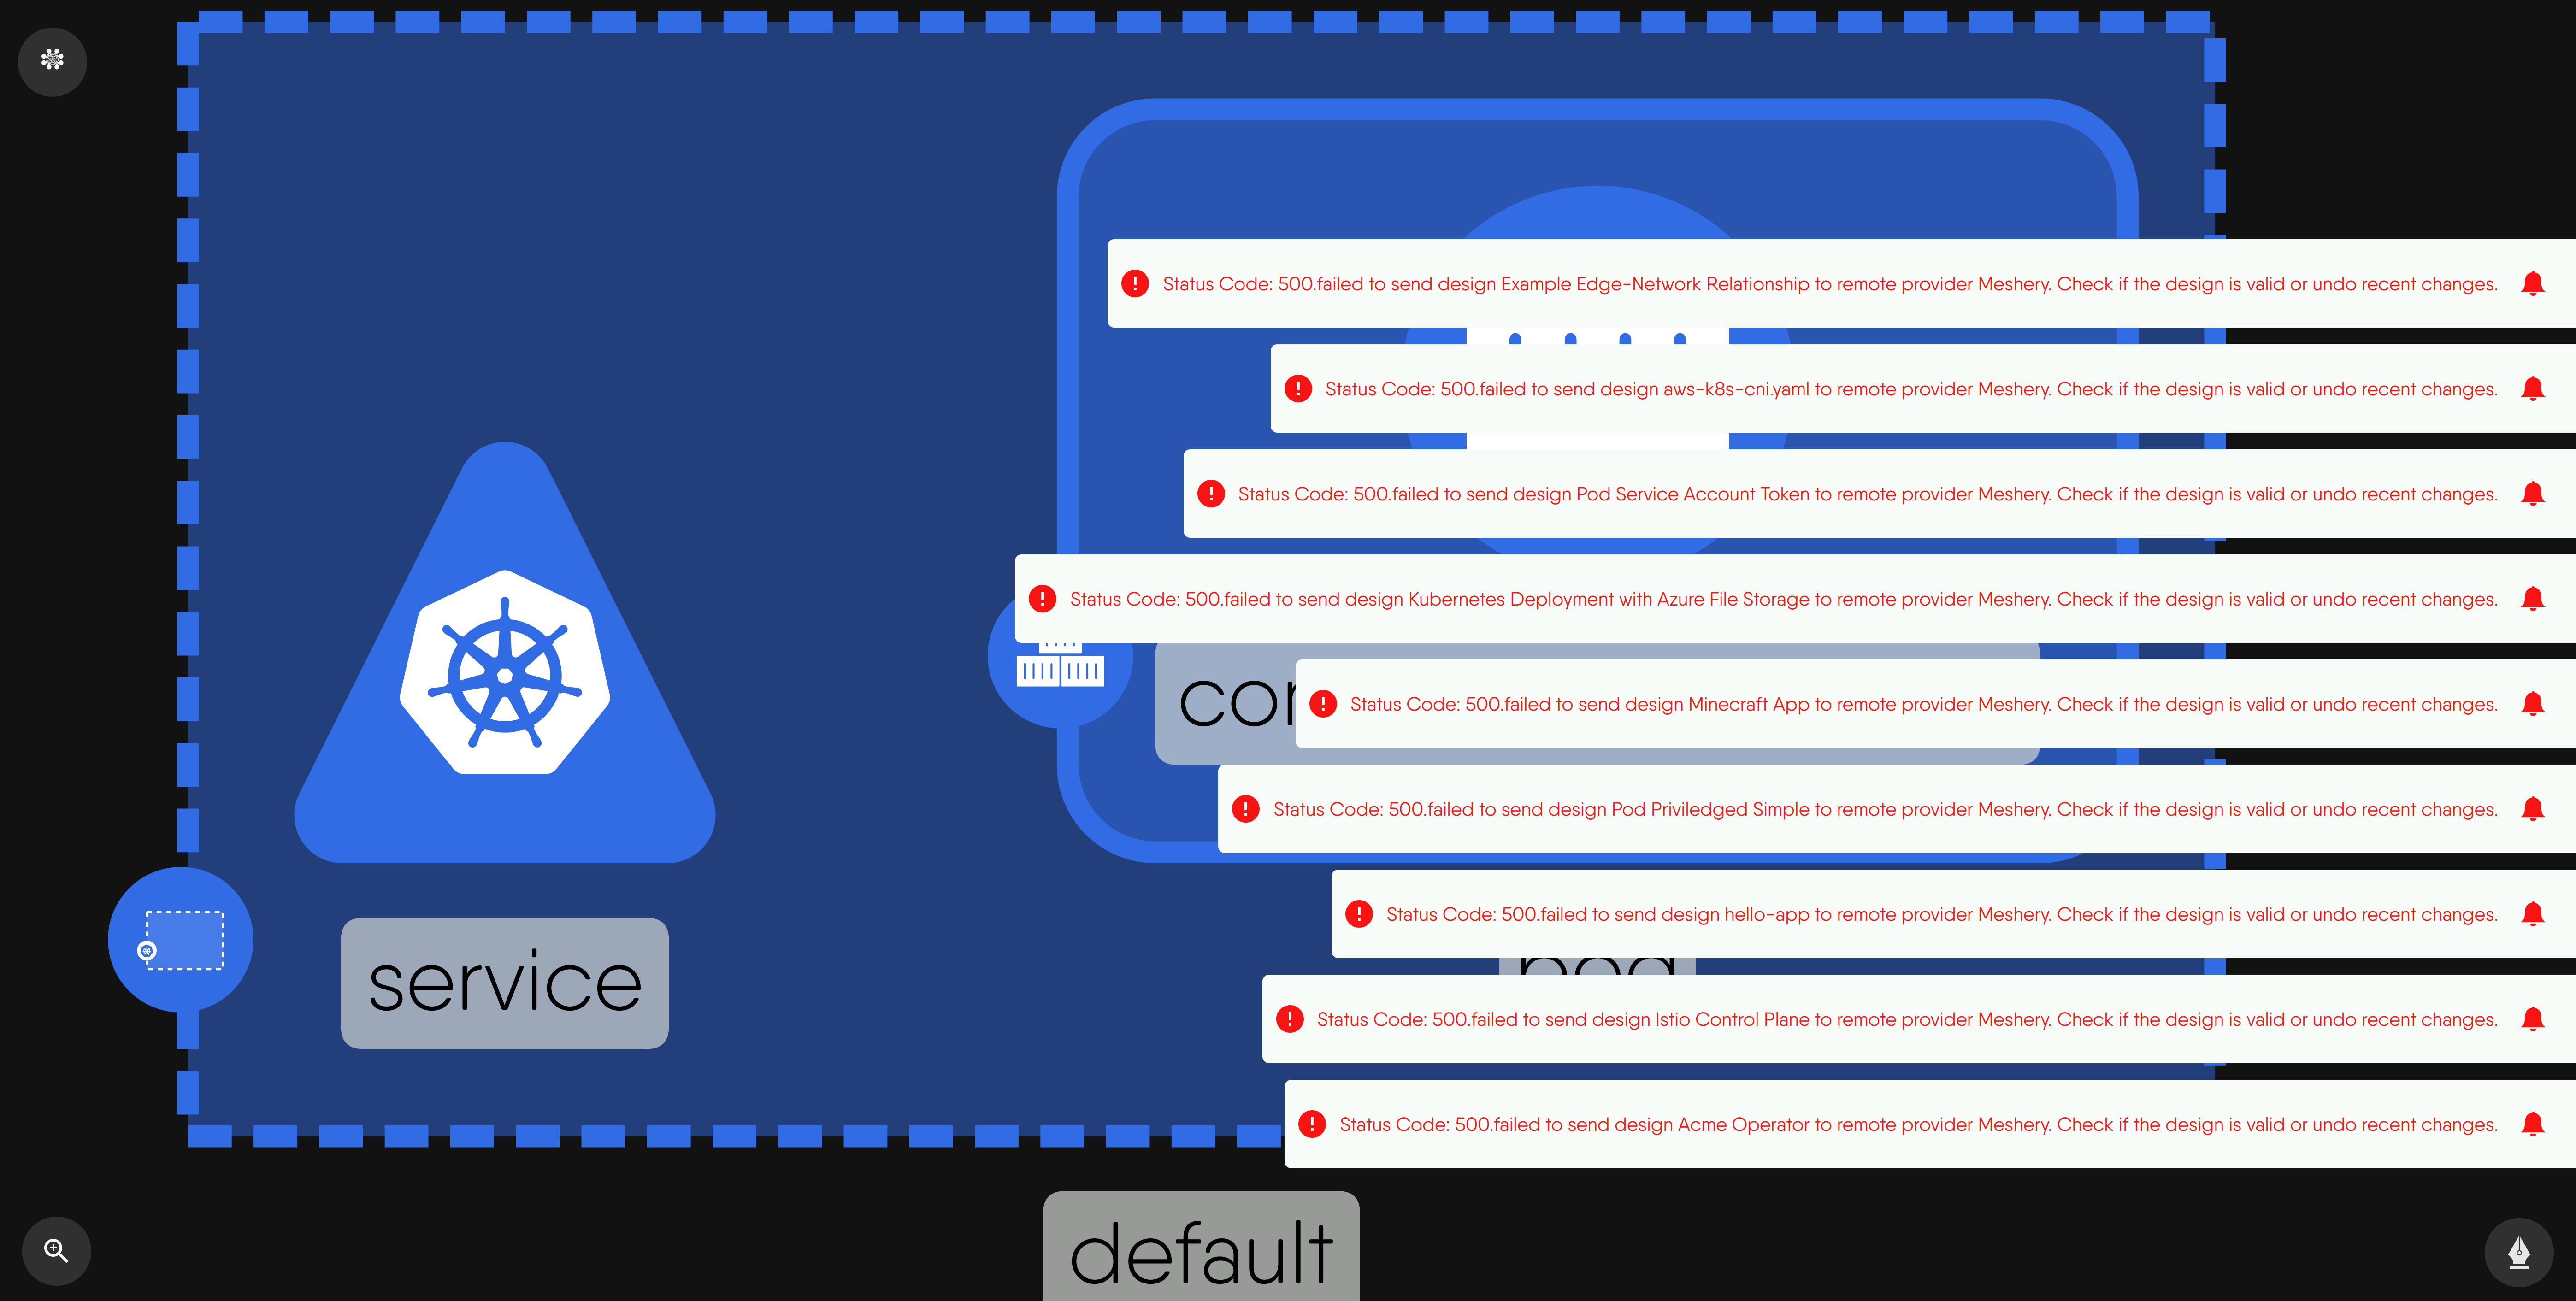 Status Code: 500.failed to send design Example Edge-Network Relationship to remote provider Meshery. Check if the design is valid or undo recent changes.
Status Code: 500.failed to send design aws-k8s-cni.yaml to remote provider Meshery. Check if the design is valid or undo recent changes.
Status Code: 500.failed to send design Pod Service Account Token to remote provider Meshery. Check if the design is valid or undo recent changes.
Status Code: 500.failed to send design Kubernetes Deployment with Azure File Storage to remote provider Meshery. Check if the design is valid or undo recent changes.
Status Code: 500.failed to send design Minecraft App to remote provider Meshery. Check if the design is valid or undo recent changes.
Status Code: 500.failed to send design Pod Priviledged Simple to remote provider Meshery. Check if the design is valid or undo recent changes.
Status Code: 500.failed to send design hello-app to remote provider Meshery. Check if the design is valid or undo recent changes.
service
Status Code: 500.failed to send design Istio Control Plane to remote provider Meshery. Check if the design is valid or undo recent changes.
Status Code: 500.failed to send design Acme Operator to remote provider Meshery. Check if the design is valid or undo recent changes.
default